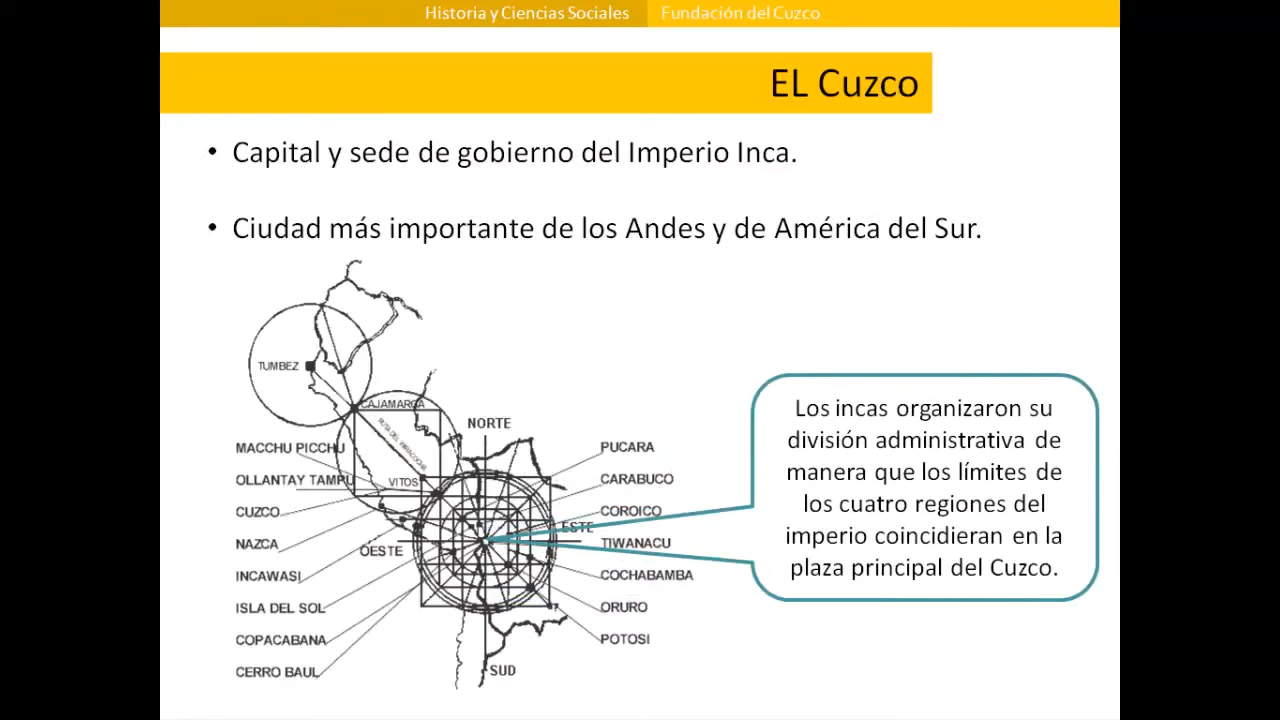 Historia y Ciencias Sociales
Fundación del Cuzco
EL Cuzco
• Capital y sede de gobierno del Imperio Inca.
• Ciudad más importante de los Andes y de América del Sur.
TUMBEZ
CAJAMARCA
RUTA DEL WIRACOCHA
NORTE
MACCHU PICCHU
OLLANTAY TAMPU
VITOS
CUZCO
NAZCA
OESTE
INCAWASI
ISLA DEL SOL
COPACABANA
CERRO BAUL
SUD
PUCARA
CARABUCO
COROICO
ESTE
TIWANACU
COCHABAMBA
ORURO
POTOSI
Los incas organizaron su
división administrativa de
manera que los límites de
los cuatro regiones del
imperio coincidieran en la
plaza principal del Cuzco.